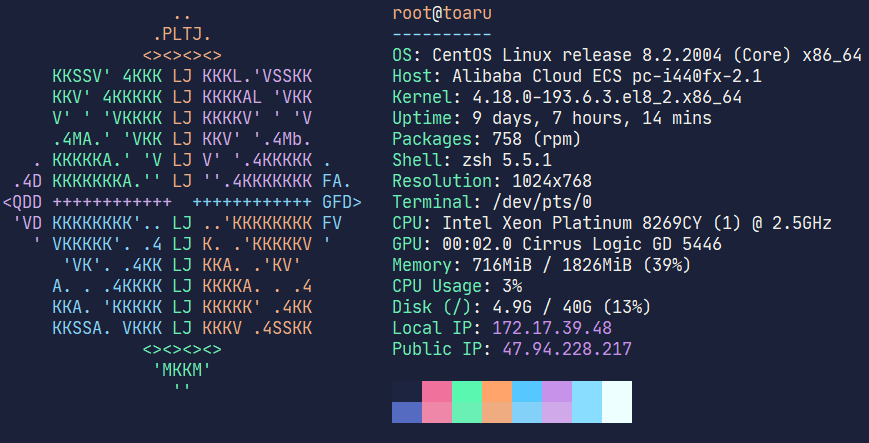 ..
.PLTJ.
<><><><>
KKSSV' 4KKK LJ KKKL.'VSSKK
KKV' 4KKKKK LJ KKKKAL 'VKK
V' ' 'VKKKK LJ KKKKV' ' 'V
.4MA.' 'VKK LJ KKV' '.4Mb.
. KKKKKA.' 'V LJ V' '.4KKKKK .
.4D KKKKKKKA.'' LJ ''.4KKKKKKK FA.
<QDD ++++++++++++ ++++++++++++ GFD>
'VD KKKKKKKK'.. LJ ..'KKKKKKKK FV
' VKKKKK'. .4 LJ K. .'KKKKKV '
'VK'. .4KK LJ KKA. .'KV'
A. . .4KKKK LJ KKKKA. . .4
KKA. 'KKKKK LJ KKKKK' .4KK
KKSSA. VKKK LJ KKKV .4SSKK
<><><><>
'MKKM'
''
root@toaru
----------
OS: CentOS Linux release 8.2.2004 (Core) x86_64
Host: Alibaba Cloud ECS pc-i440fx-2.1
Kernel: 4.18.0-193.6.3.el8_2.x86_64
Uptime: 9 days, 7 hours, 14 mins
Packages: 758 (rpm)
Shell: zsh 5.5.1
Resolution: 1024x768
Terminal: /dev/pts/0
CPU: Intel Xeon Platinum 8269CY (1) @ 2.5GHz
GPU: 00:02.0 Cirrus Logic GD 5446
Memory: 716MiB / 1826MiB (39%)
CPU Usage: 3%
Disk (/): 4.9G / 40G (13%)
Local IP: 172.17.39.48
Public IP: 47.94.228.217